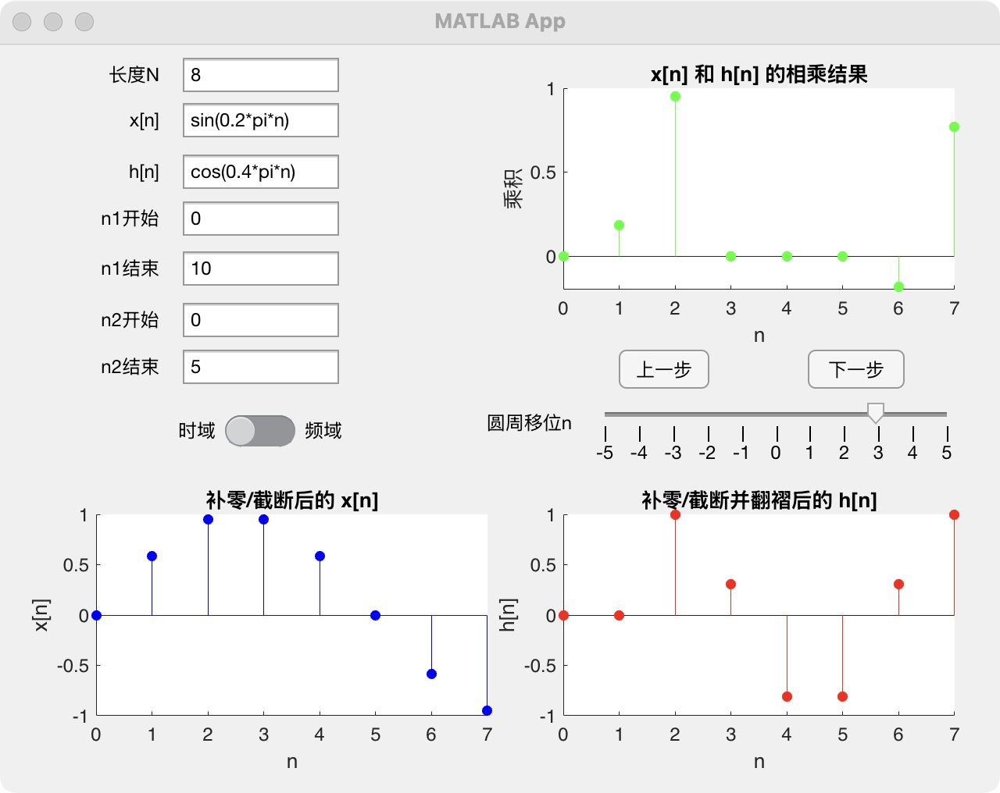 MATLAB App
长度N
8
x[n]
sin(0.2*pi*n)
h[n]
cos(0.4*pi*n)
n1开始
0
n1结束
10
n2开始
0
n2结束
5
时域
频域
x[n] 和 h[n] 的相乘结果
1
0.5
0
乘积
0 1 2 3 4 5 6 7
n
上一步
下一步
圆周移位n
-5 -4 -3 -2 -1 0 1 2 3 4 5
补零/截断后的 x[n]
1
0.5
0
-0.5
-1
x[n]
0 1 2 3 4 5 6 7
n
补零/截断并翻褶后的 h[n]
1
0.5
0
-0.5
-1
h[n]
0 1 2 3 4 5 6 7
n